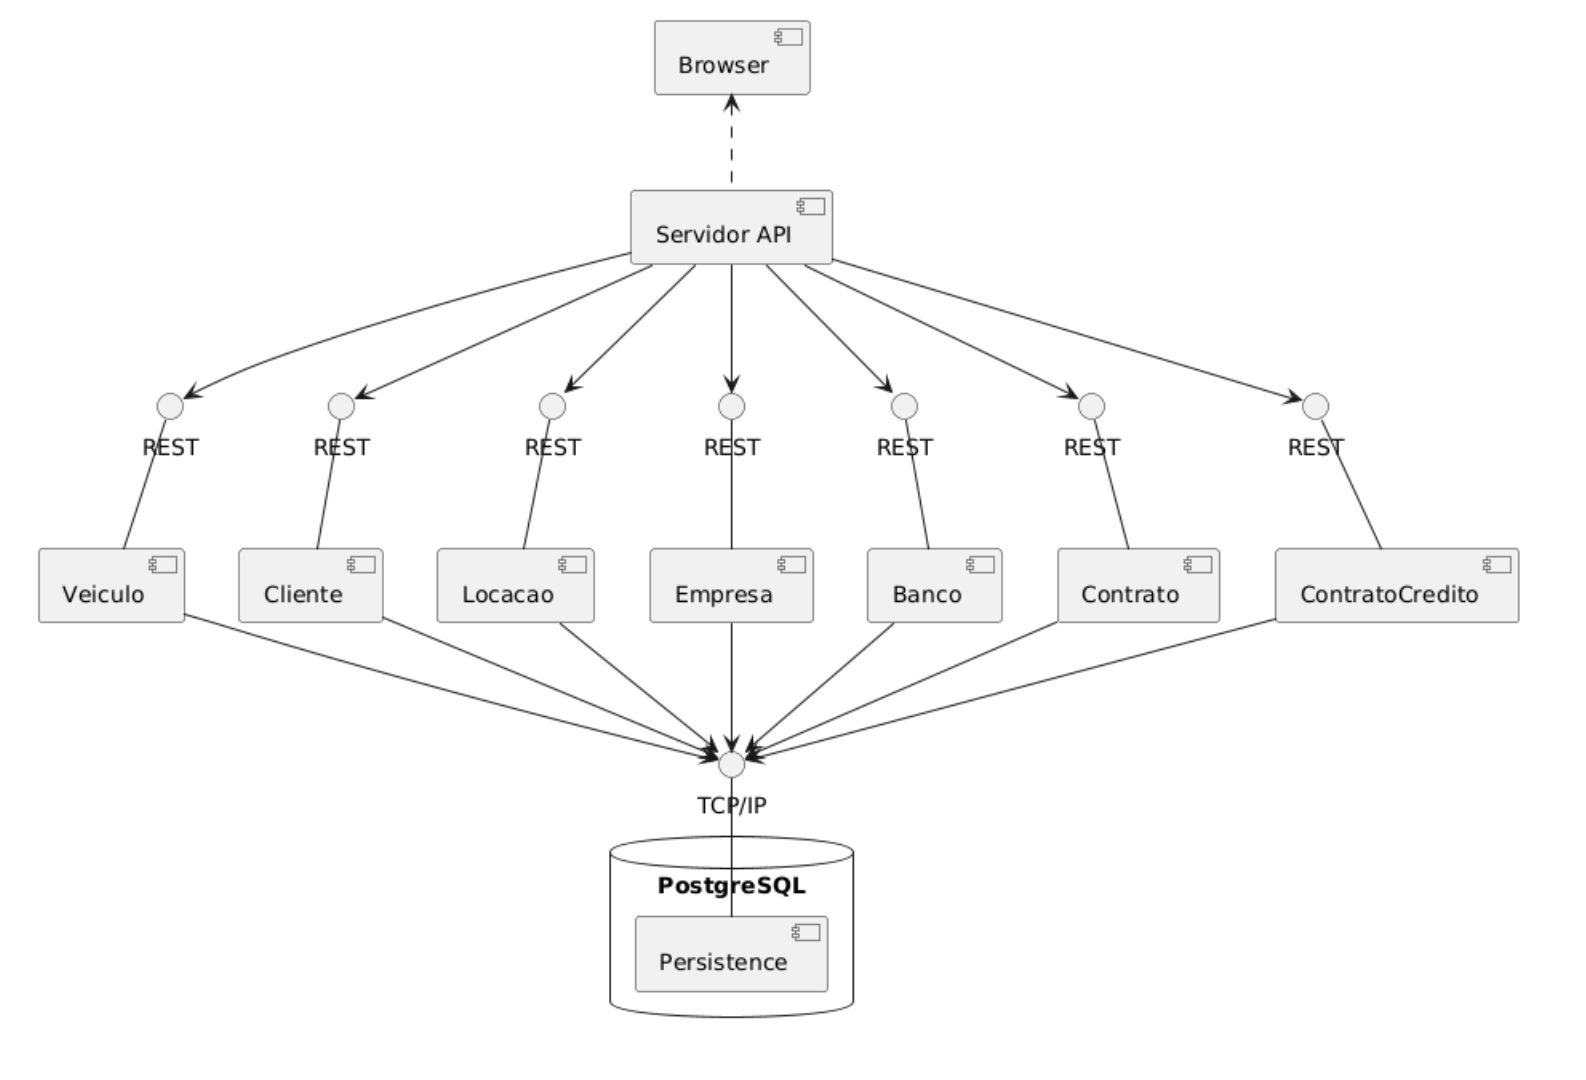 Browser
Servidor API
REST REST REST REST REST REST REST
Veiculo Cliente Locacao Empresa Banco Contrato ContratoCredito
TCP/IP
PostgreSQL
Persistence